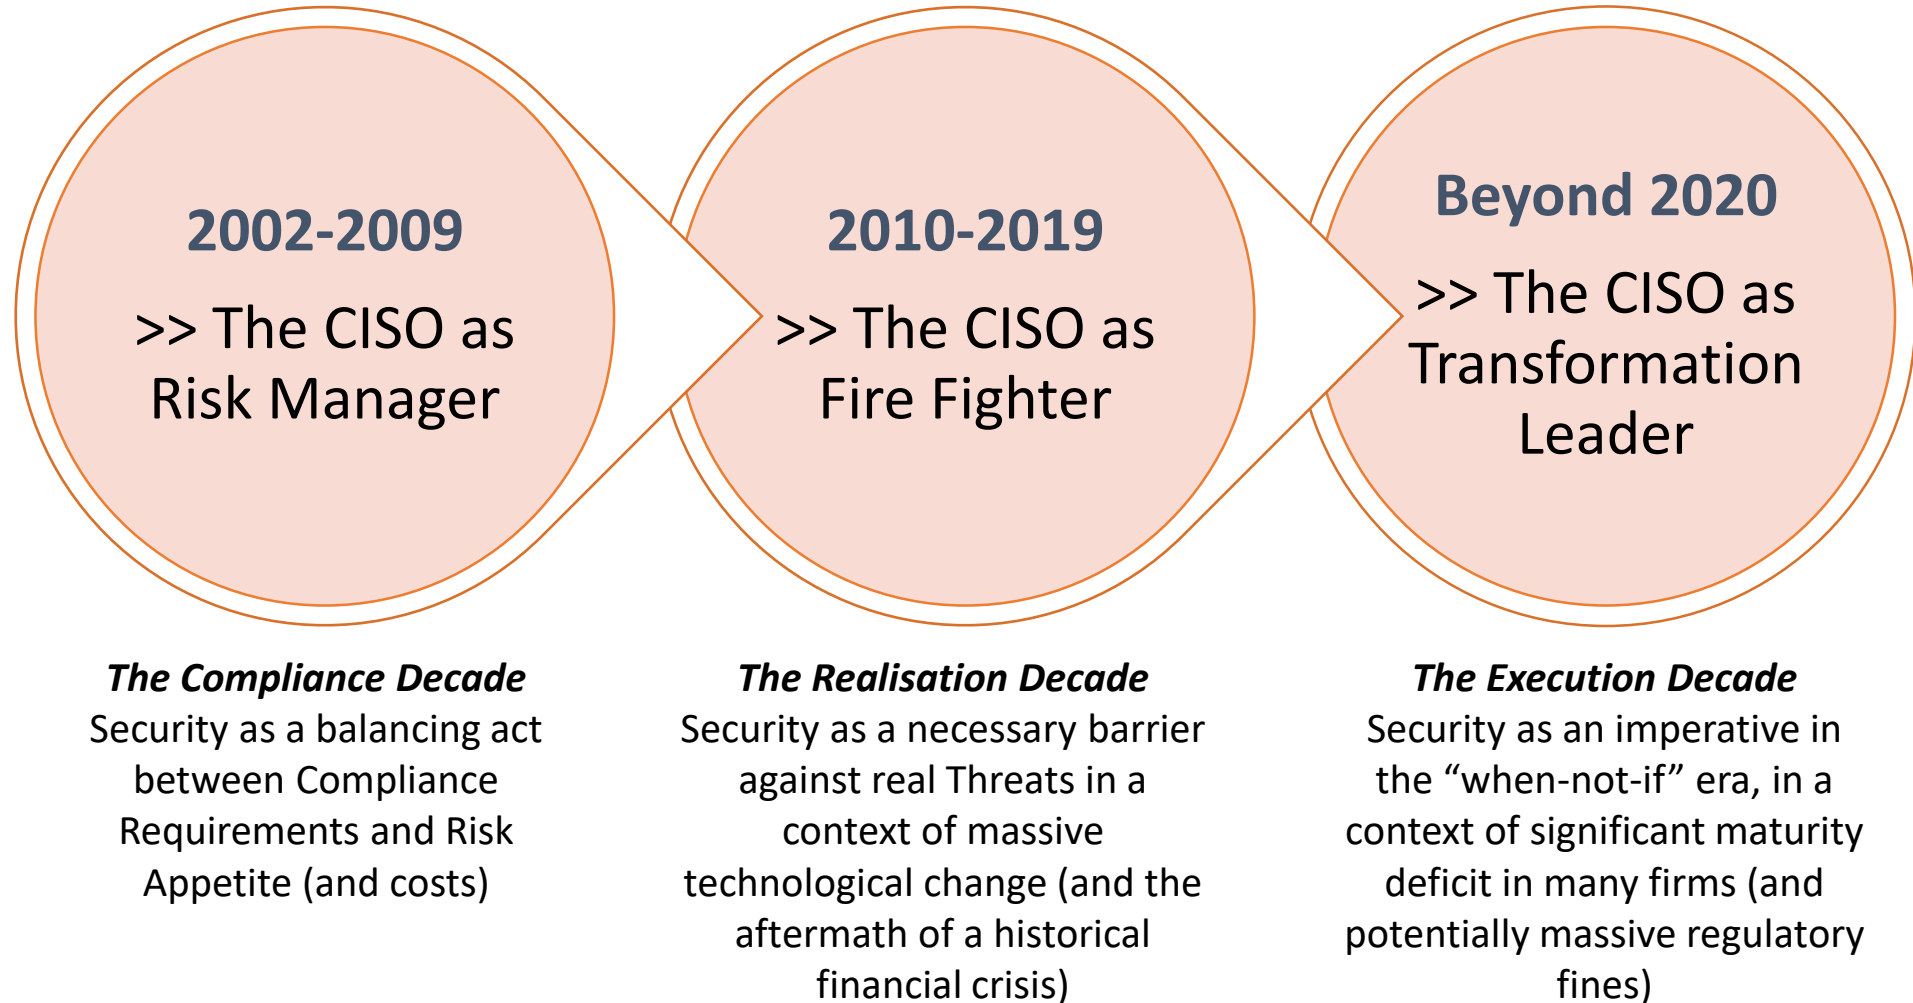 2002-2009
>> The CISO as
Risk Manager
2010-2019
>> The CISO as
Fire Fighter
Beyond 2020
>> The CISO as
Transformation
Leader
The Compliance Decade
Security as a balancing act
between Compliance
Requirements and Risk
Appetite (and costs)
The Realisation Decade
Security as a necessary barrier
against real Threats in a
context of massive
technological change (and the
aftermath of a historical
financial crisis)
The Execution Decade
Security as an imperative in
the “when-not-if” era, in a
context of significant maturity
deficit in many firms (and
potentially massive regulatory
fines)